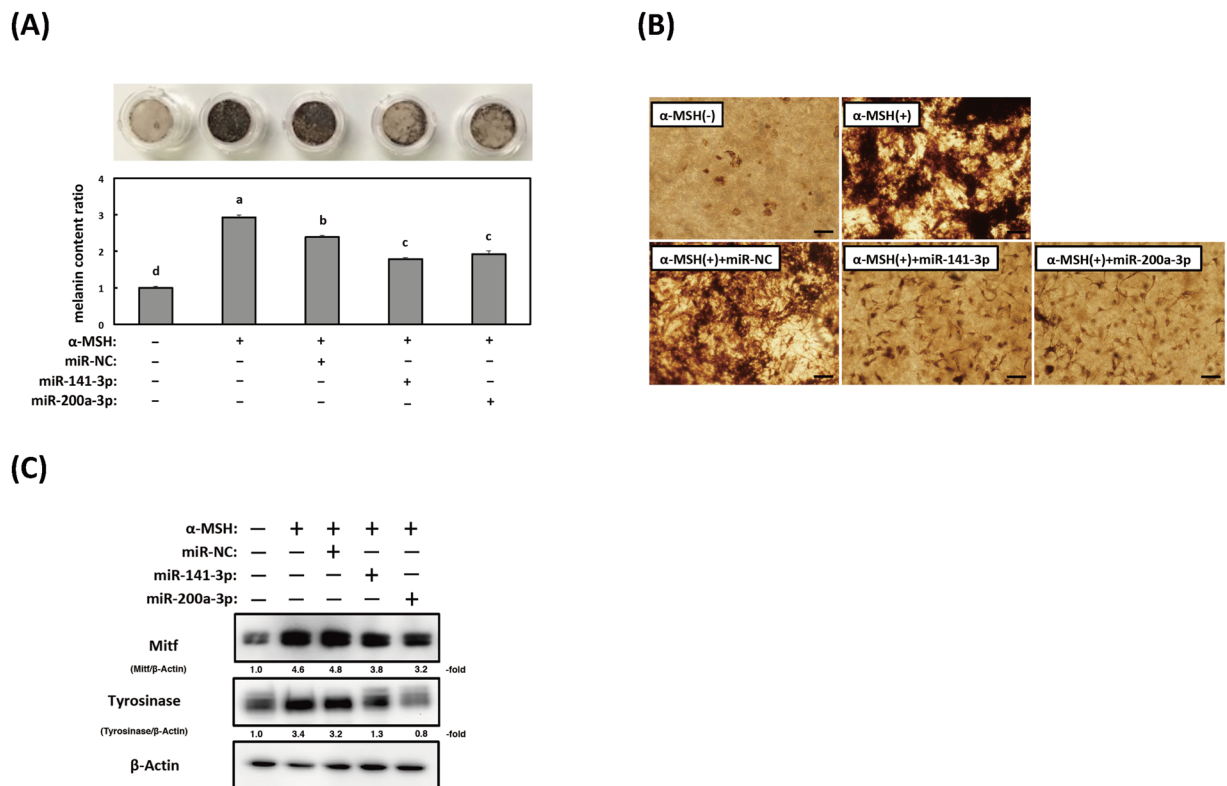 (A)
4
3
2
1
0
melanin content ratio
d
a
b
c
c
α-MSH: – + + + +
miR-NC: – – + – –
miR-141-3p: – – – + –
miR-200a-3p: – – – – +
(B)
α-MSH(-)
α-MSH(+)
α-MSH(+)+miR-NC
α-MSH(+)+miR-141-3p
α-MSH(+)+miR-200a-3p
(C)
α-MSH: — + + + +
miR-NC: — — + — —
miR-141-3p: — — — + —
miR-200a-3p: — — — — +
Mitf
(Mitf/β-Actin) 1.0 4.6 4.8 3.8 3.2 -fold
Tyrosinase
(Tyrosinase/β-Actin) 1.0 3.4 3.2 1.3 0.8 -fold
β-Actin